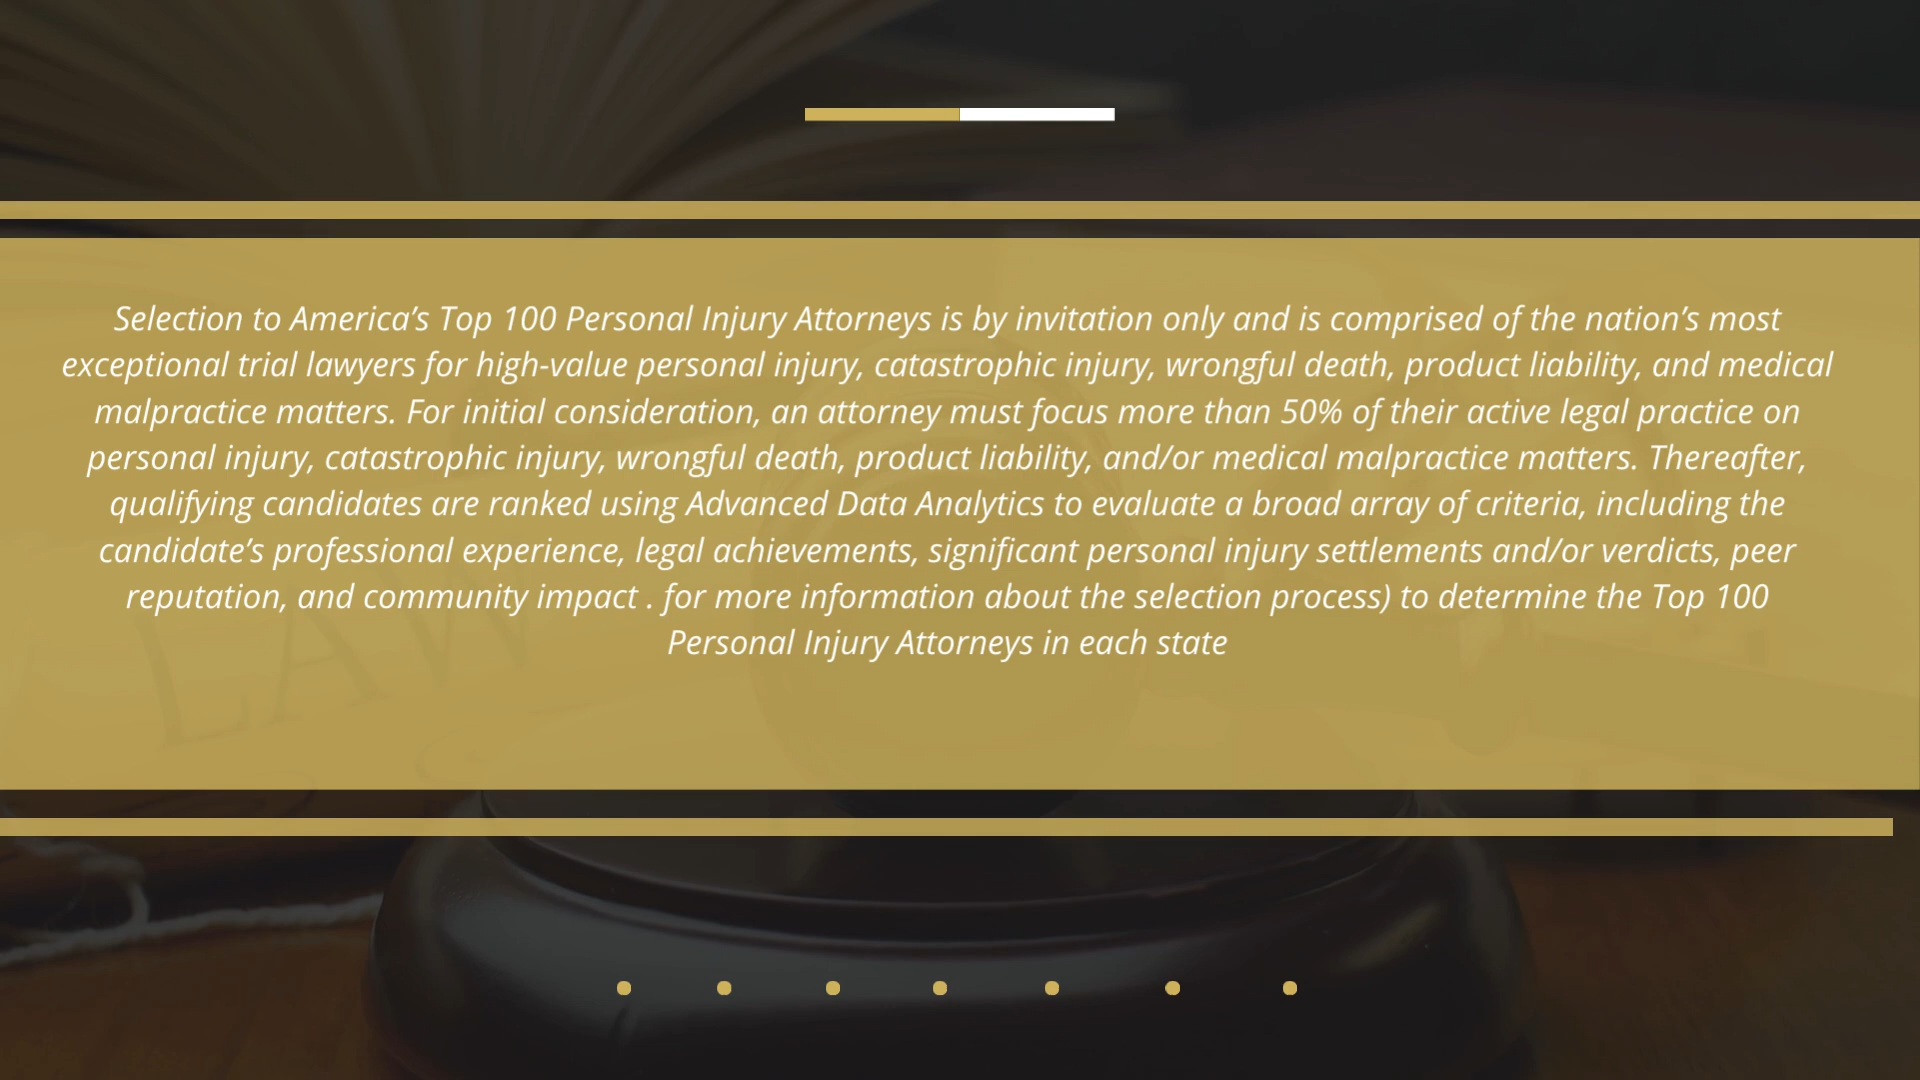 Selection to America’s Top 100 Personal Injury Attorneys is by invitation only and is comprised of the nation’s most
exceptional trial lawyers for high-value personal injury, catastrophic injury, wrongful death, product liability, and medical
malpractice matters. For initial consideration, an attorney must focus more than 50% of their active legal practice on
personal injury, catastrophic injury, wrongful death, product liability, and/or medical malpractice matters. Thereafter,
qualifying candidates are ranked using Advanced Data Analytics to evaluate a broad array of criteria, including the
candidate’s professional experience, legal achievements, significant personal injury settlements and/or verdicts, peer
reputation, and community impact . for more information about the selection process) to determine the Top 100
Personal Injury Attorneys in each state
LAW